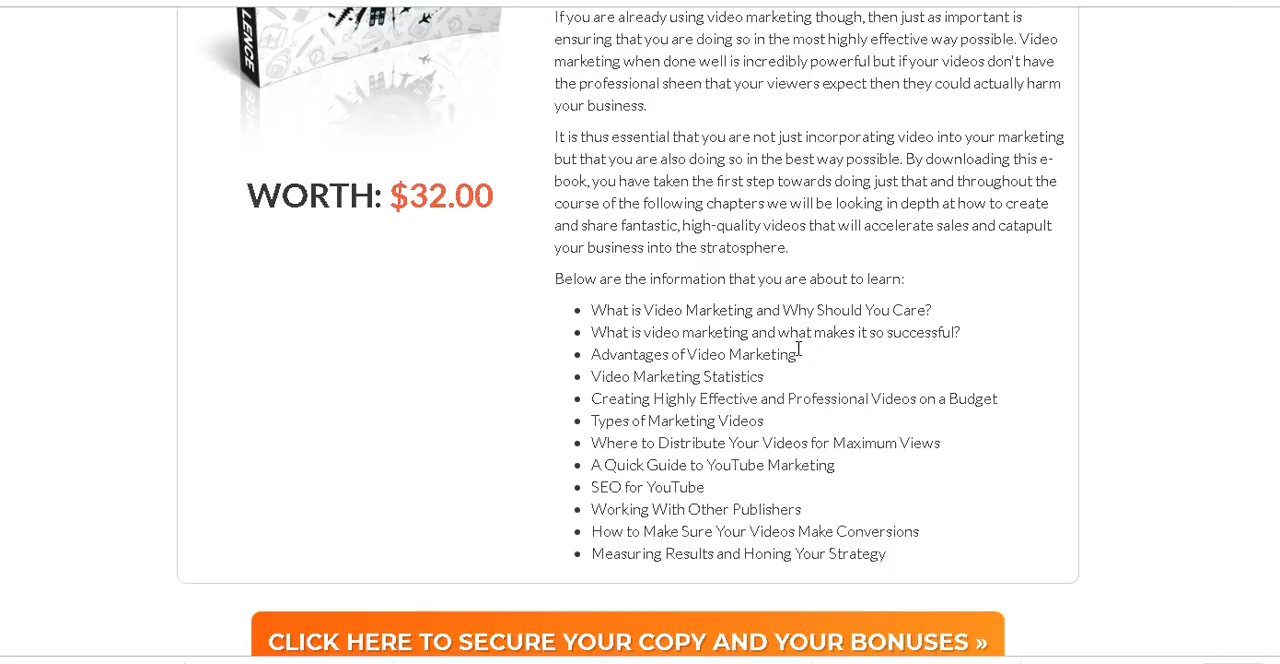 LENCE
WORTH: $32.00
If you are already using video marketing though, then just as important is
ensuring that you are doing so in the most highly effective way possible. Video
marketing when done well is incredibly powerful but if your videos don't have
the professional sheen that your viewers expect then they could actually harm
your business.
It is thus essential that you are not just incorporating video into your marketing
but that you are also doing so in the best way possible. By downloading this e-
book, you have taken the first step towards doing just that and throughout the
course of the following chapters we will be looking in depth at how to create
and share fantastic, high-quality videos that will accelerate sales and catapult
your business into the stratosphere.
Below are the information that you are about to learn:
• What is Video Marketing and Why Should You Care?
• What is video marketing and what makes it so successful?
• Advantages of Video Marketing
• Video Marketing Statistics
• Creating Highly Effective and Professional Videos on a Budget
• Types of Marketing Videos
• Where to Distribute Your Videos for Maximum Views
• A Quick Guide to YouTube Marketing
• SEO for YouTube
• Working With Other Publishers
• How to Make Sure Your Videos Make Conversions
• Measuring Results and Honing Your Strategy
CLICK HERE TO SECURE YOUR COPY AND YOUR BONUSES »